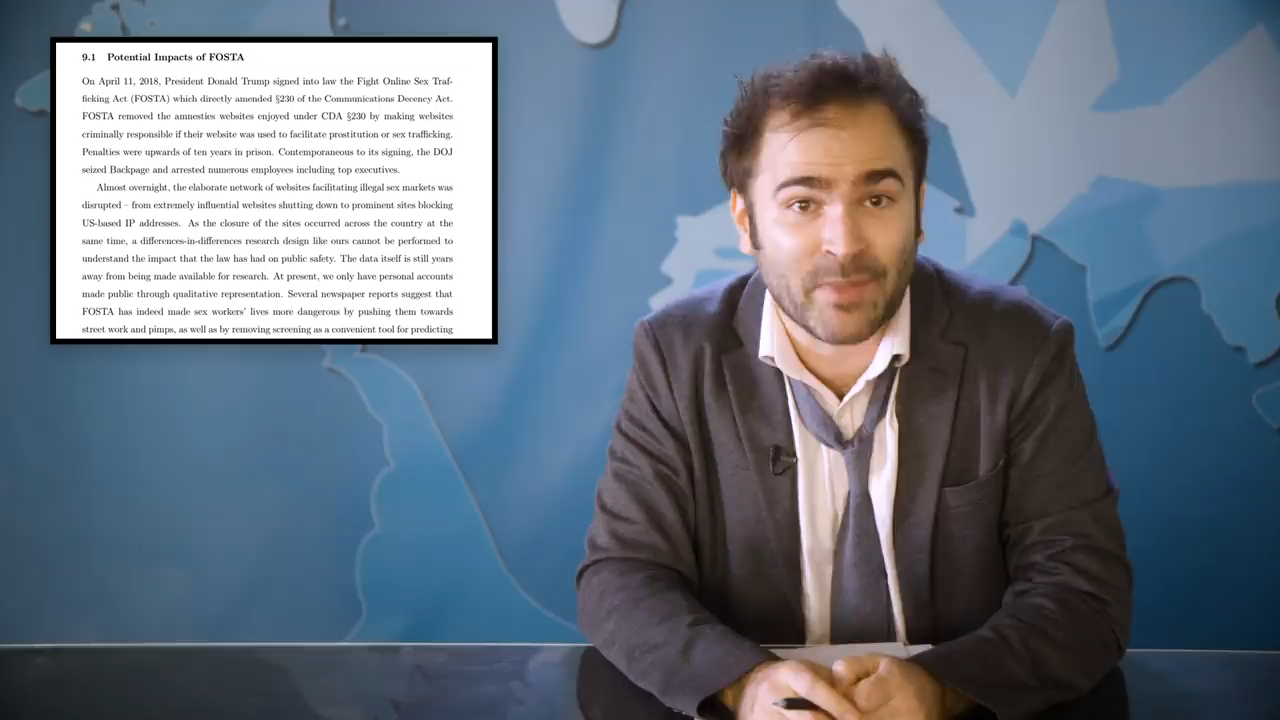 9.1 Potential Impacts of FOSTA
On April 11, 2018, President Donald Trump signed into law the Fight Online Sex Traf-
ficking Act (FOSTA) which directly amended §230 of the Communications Decency Act.
FOSTA removed the amnesties websites enjoyed under CDA §230 by making websites
criminally responsible if their website was used to facilitate prostitution or sex trafficking.
Penalties were upwards of ten years in prison. Contemporaneous to its signing, the DOJ
seized Backpage and arrested numerous employees including top executives.
Almost overnight, the elaborate network of websites facilitating illegal sex markets was
disrupted – from extremely influential websites shutting down to prominent sites blocking
US-based IP addresses. As the closure of the sites occurred across the country at the
same time, a differences-in-differences research design like ours cannot be performed to
understand the impact that the law has had on public safety. The data itself is still years
away from being made available for research. At present, we only have personal accounts
made public through qualitative representation. Several newspaper reports suggest that
FOSTA has indeed made sex workers' lives more dangerous by pushing them towards
street work and pimps, as well as by removing screening as a convenient tool for predicting